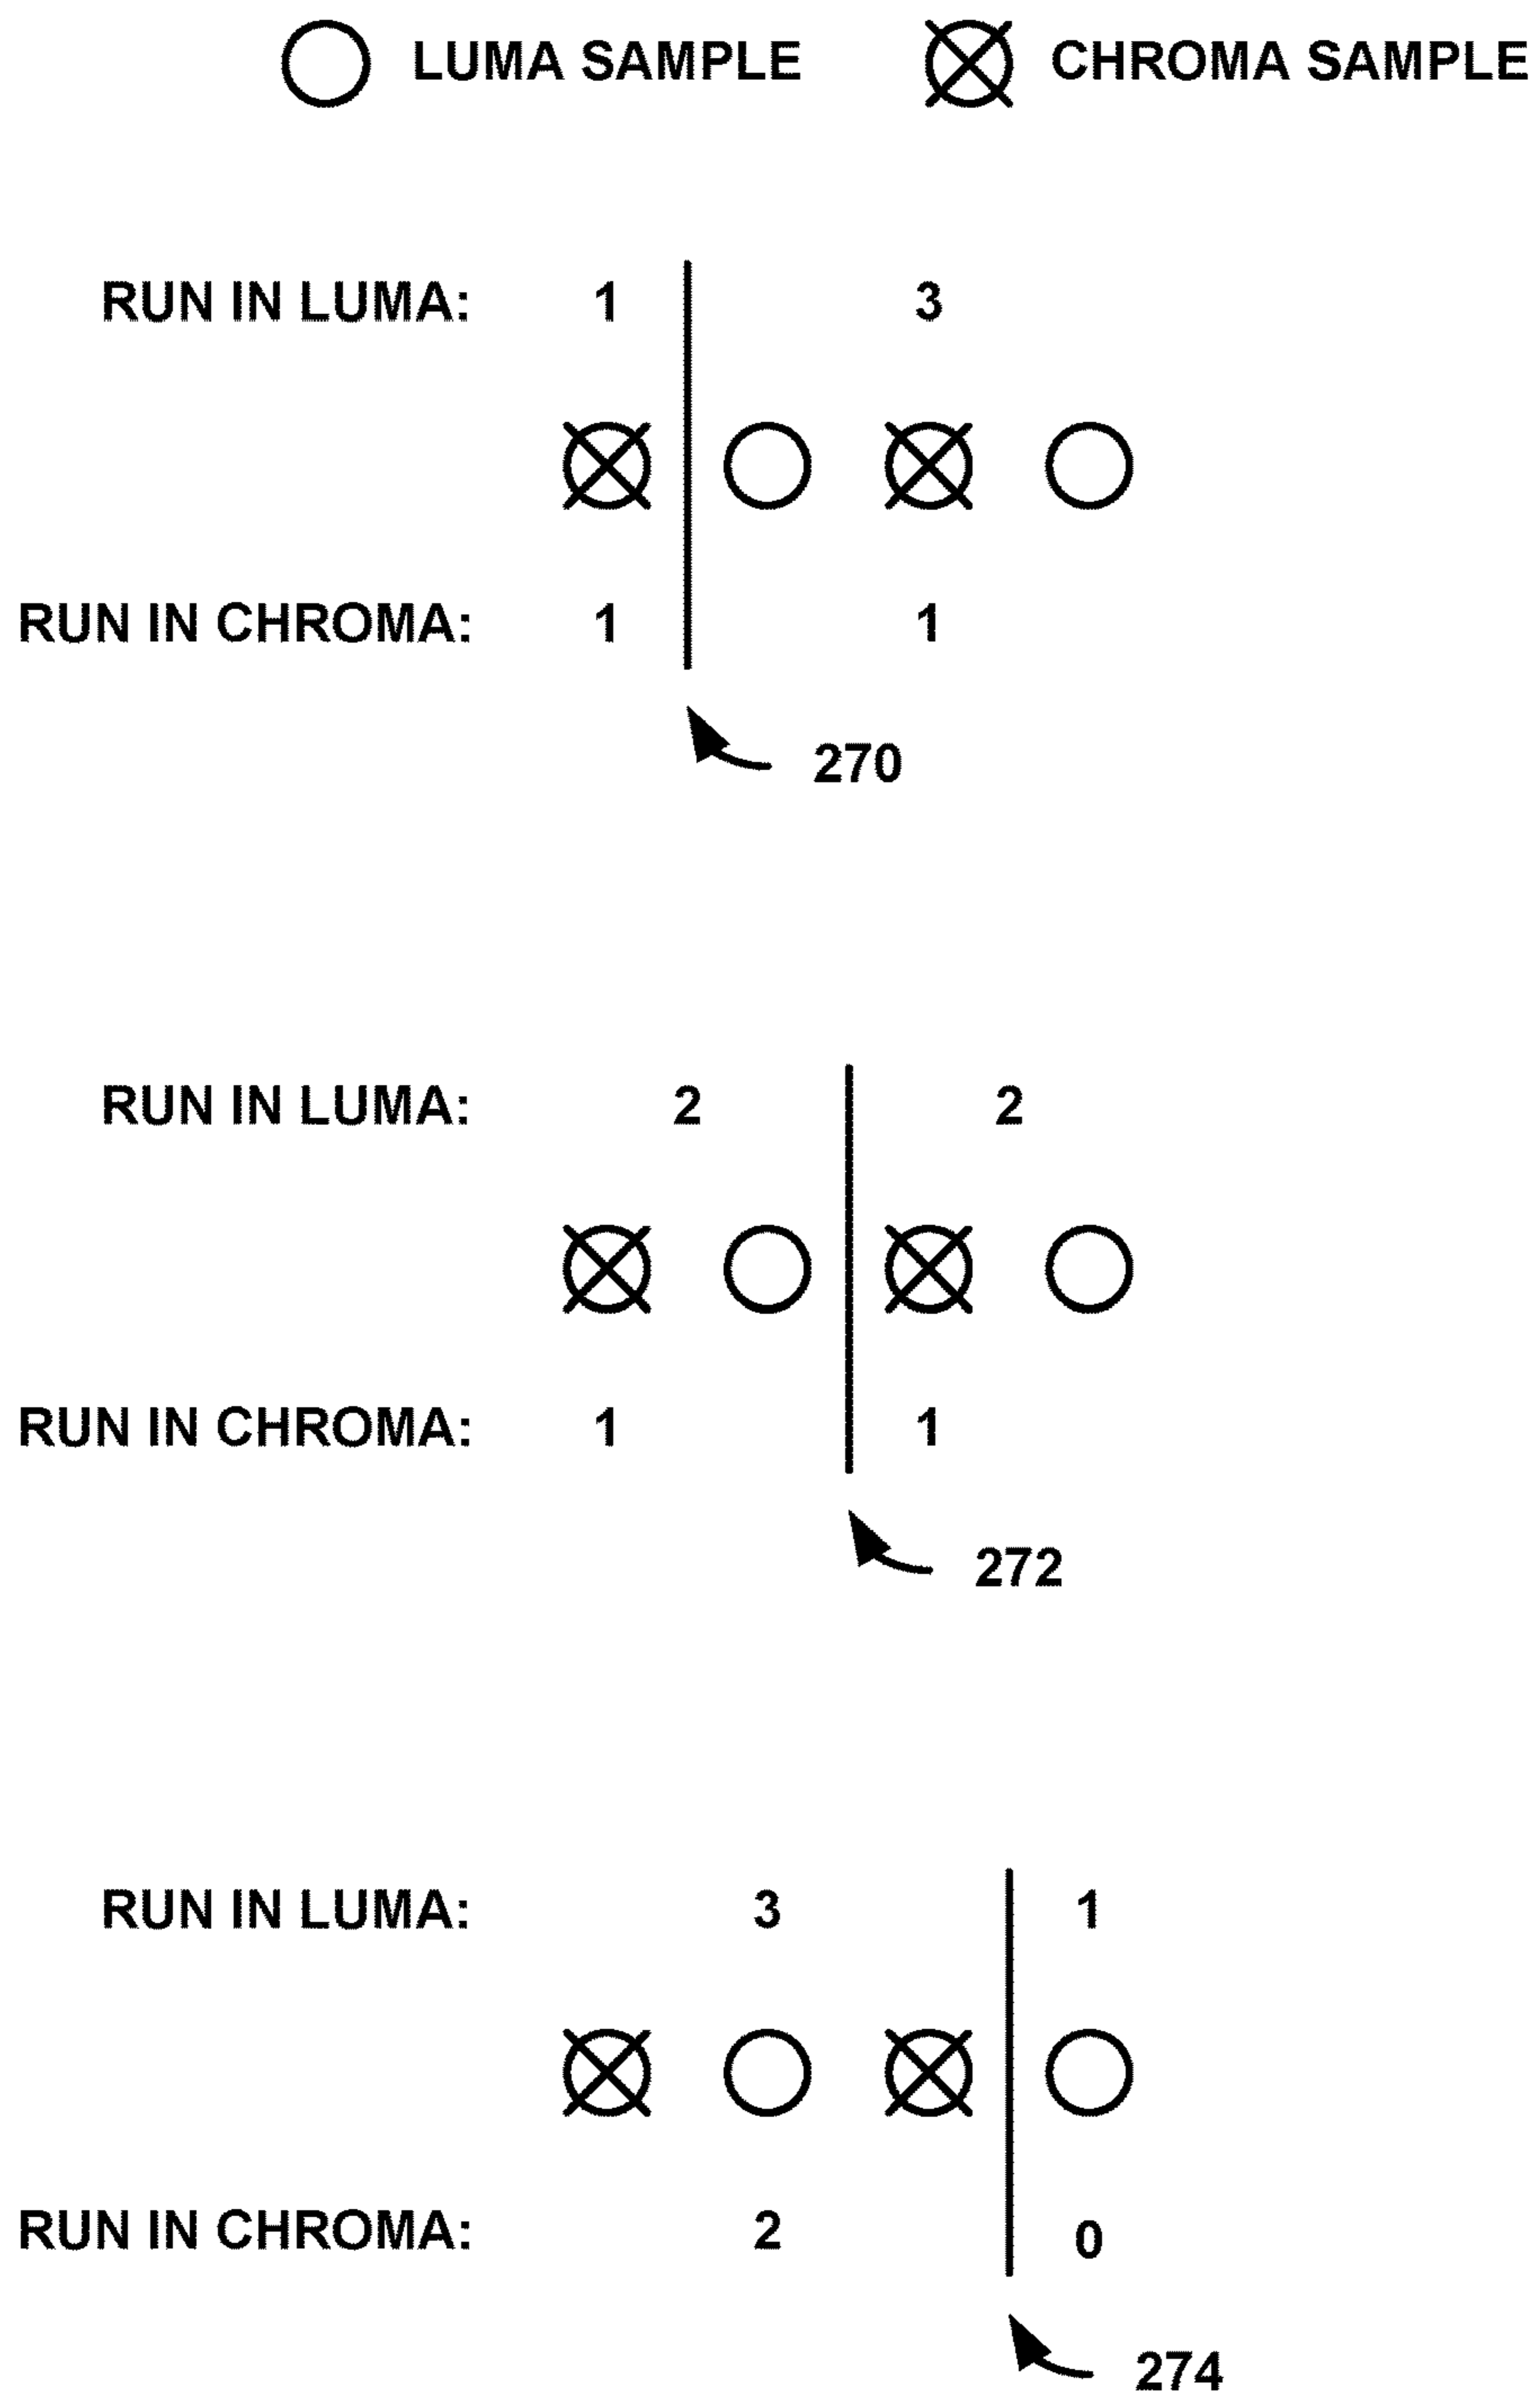 LUMA SAMPLE CHROMA SAMPLE
RUN IN LUMA: 1 3
RUN IN CHROMA: 1 1
270
RUN IN LUMA: 2 2
RUN IN CHROMA: 1 1
272
RUN IN LUMA: 3 1
RUN IN CHROMA: 2 0
274